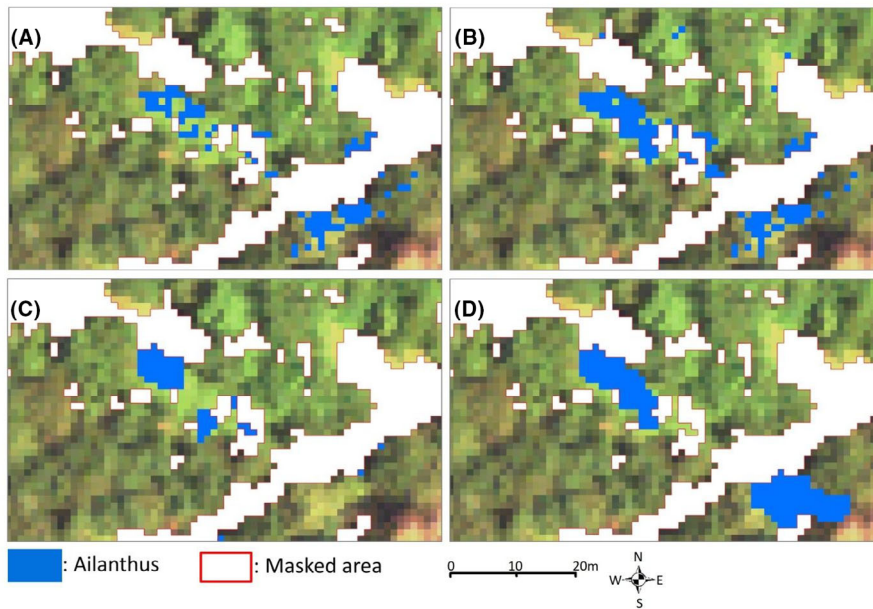 (A)
(B)
(C)
(D)
: Ailanthus
: Masked area
0 10 20m
N
W E
S